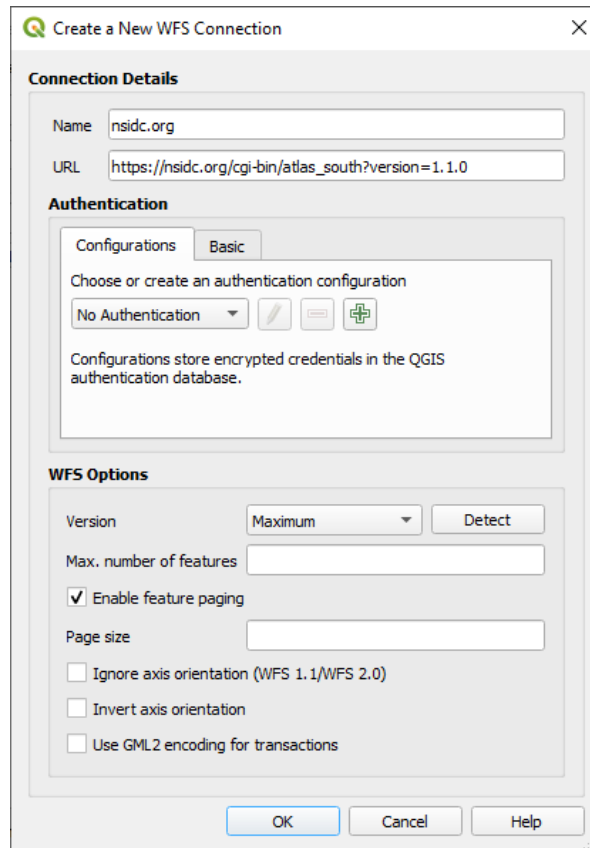 Create a New WFS Connection
Connection Details
Name nsidc.org
URL https://nsidc.org/cgi-bin/atlas_south?version=1.1.0
Authentication
Configurations Basic
Choose or create an authentication configuration
No Authentication
Configurations store encrypted credentials in the QGIS
authentication database.
WFS Options
Version Maximum Detect
Max. number of features
Enable feature paging
Page size
Ignore axis orientation (WFS 1.1/WFS 2.0)
Invert axis orientation
Use GML2 encoding for transactions
OK Cancel Help